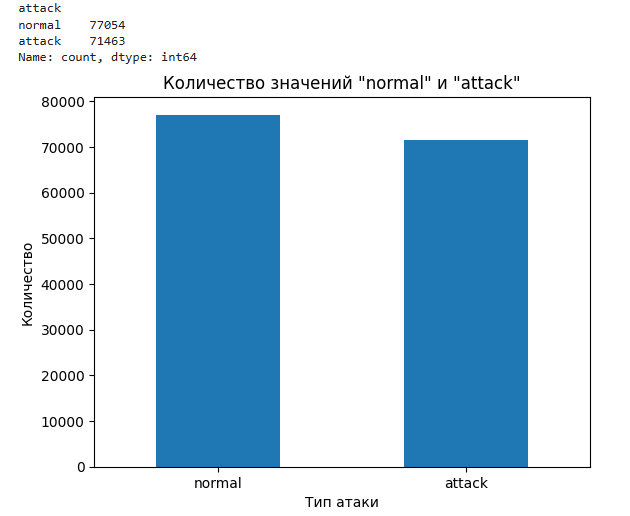 attack
normal    77054
attack    71463
Name: count, dtype: int64
Количество значений "normal" и "attack"
80000
70000
60000
50000
40000
30000
20000
10000
0
Количество
normal
attack
Тип атаки